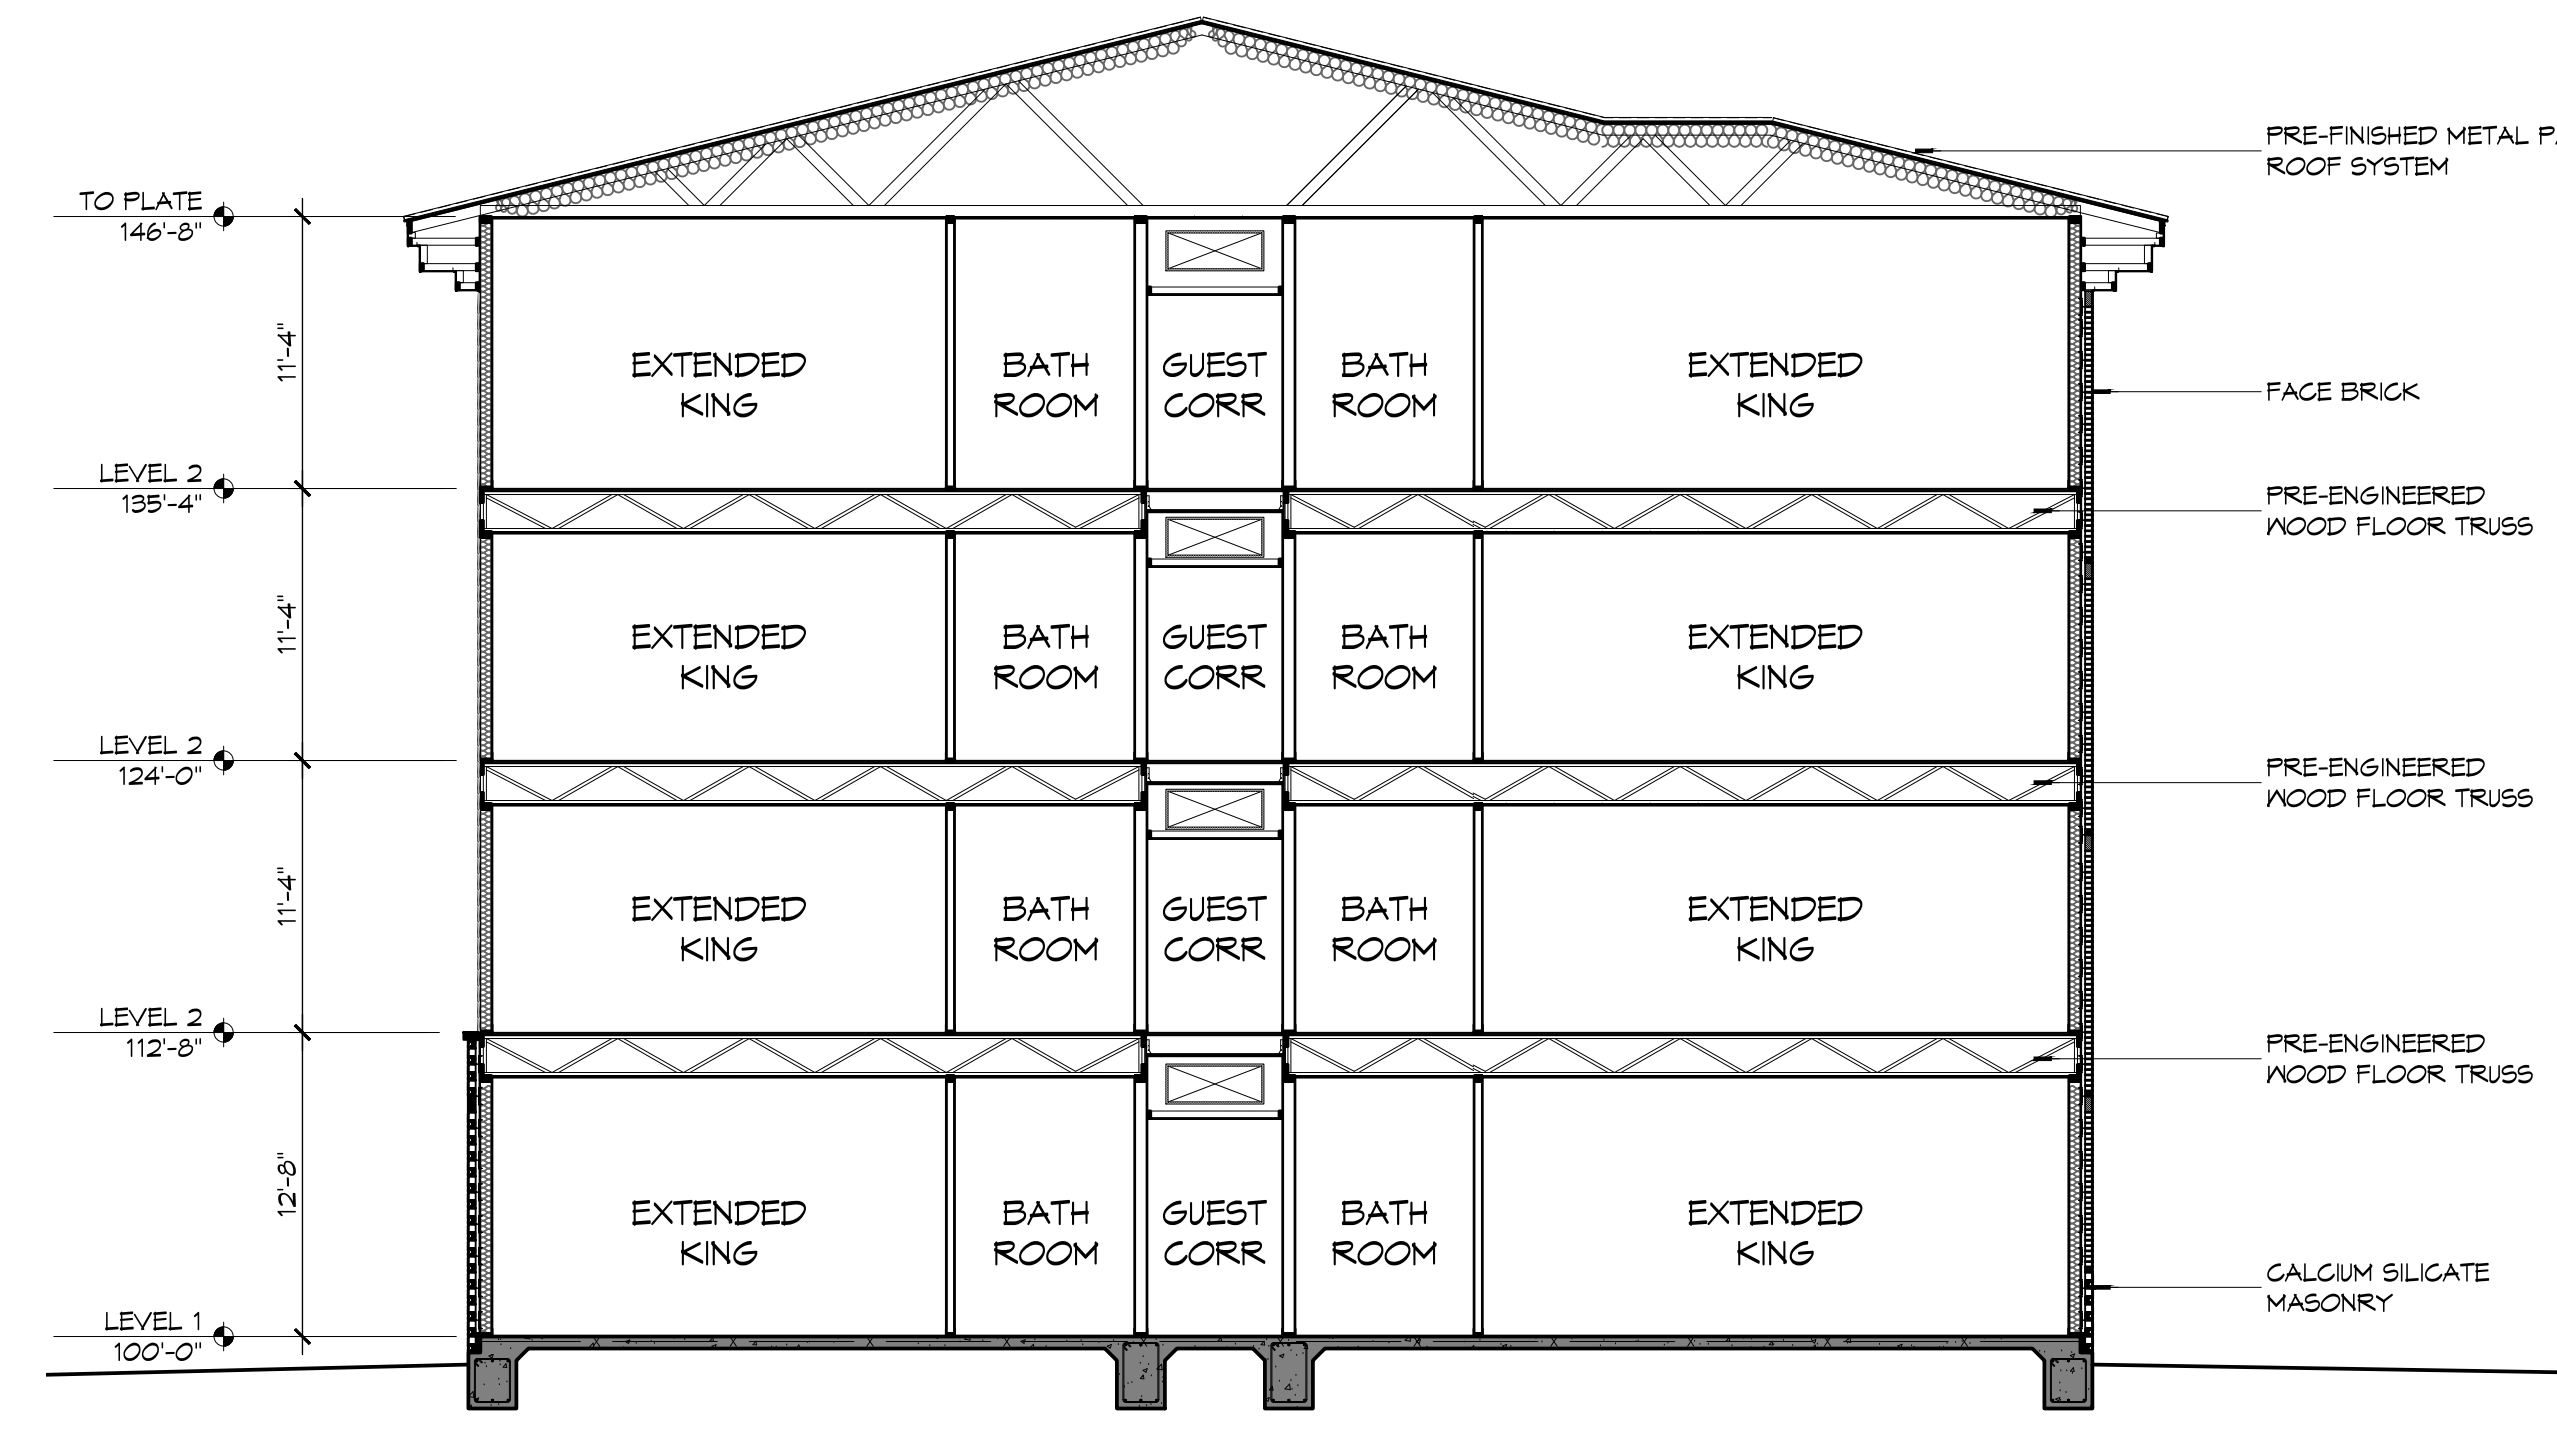 PRE-FINISHED METAL
ROOF SYSTEM
TO PLATE
146'-8"
11'-4"
EXTENDED
KING
BATH
ROOM
GUEST
CORR
BATH
ROOM
EXTENDED
KING
FACE BRICK
LEVEL 2
135'-4"
PRE-ENGINEERED
WOOD FLOOR TRUSS
11'-4"
EXTENDED
KING
BATH
ROOM
GUEST
CORR
BATH
ROOM
EXTENDED
KING
LEVEL 2
124'-0"
PRE-ENGINEERED
WOOD FLOOR TRUSS
11'-4"
EXTENDED
KING
BATH
ROOM
GUEST
CORR
BATH
ROOM
EXTENDED
KING
LEVEL 2
112'-8"
PRE-ENGINEERED
WOOD FLOOR TRUSS
12'-8"
EXTENDED
KING
BATH
ROOM
GUEST
CORR
BATH
ROOM
EXTENDED
KING
CALCIUM SILICATE
MASONRY
LEVEL 1
100'-0"